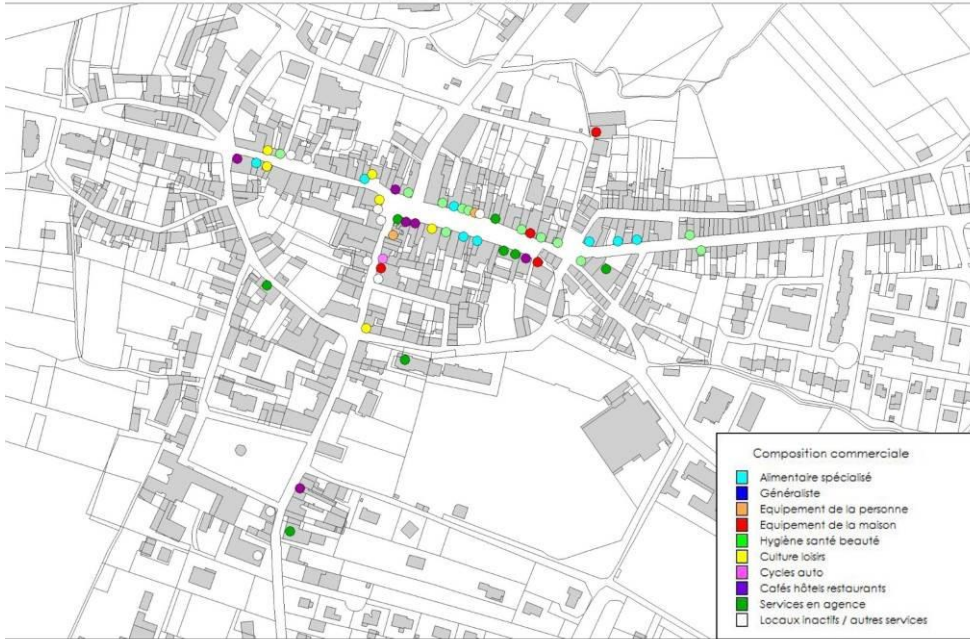 Composition commerciale
Alimentaire spécialisé
Généraliste
Equipement de la personne
Equipement de la maison
Hygiène santé beauté
Culture loisirs
Cycles auto
Cafés hôtels restaurants
Services en agence
Locaux inactifs / autres services